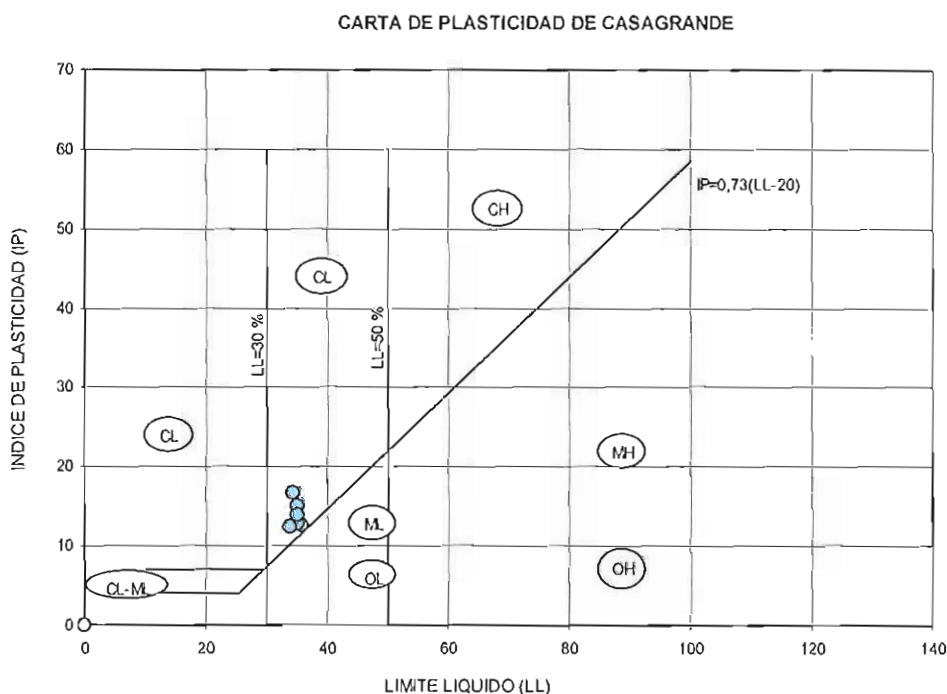 CARTA DE PLASTICIDAD DE CASAGRANDE
70
60
50
40
30
20
10
0
INDICE DE PLASTICIDAD (IP)
IP=0,73(LL-20)
CH
CL
LL=30 %
LL=50 %
CL
MH
ML
OL
OH
CL-ML
0 20 40 60 80 100 120 140
LIMITE LIQUIDO (LL)